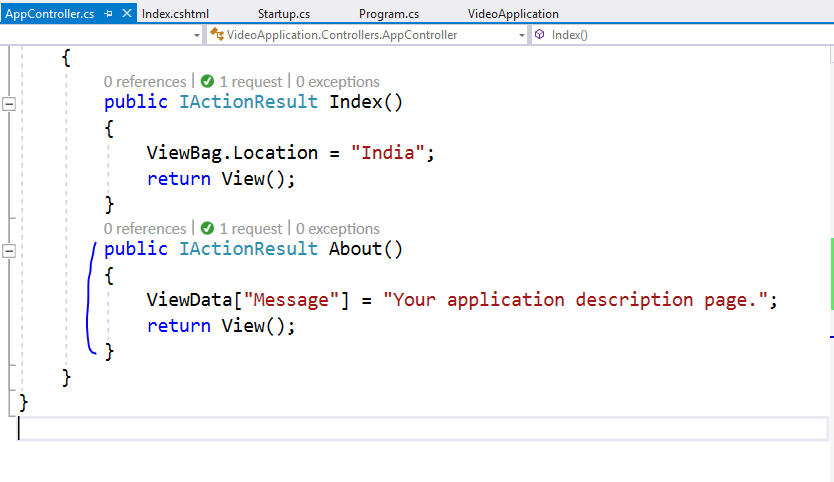 AppController.cs Index.cshtml Startup.cs Program.cs VideoApplication
VideoApplication.Controllers.AppController Index()
{
0 references | 1 request | 0 exceptions
public IActionResult Index()
{
ViewBag.Location = "India";
return View();
}
0 references | 1 request | 0 exceptions
public IActionResult About()
{
ViewData["Message"] = "Your application description page.";
return View();
}
}
}